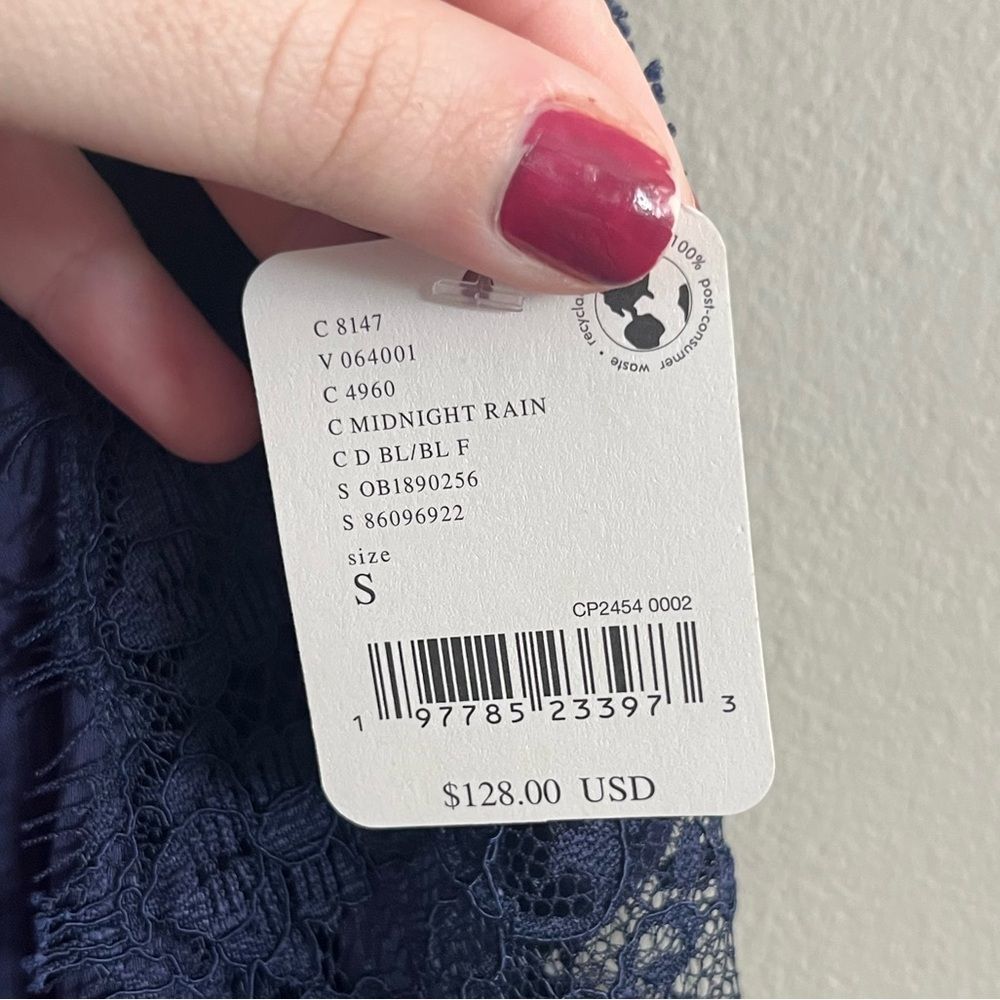 100% post-consumer waste • recycla
C 8147
V 064001
C 4960
C MIDNIGHT RAIN
C D BL/BL F
S OB1890256
S 86096922
size
S
CP2454 0002
1 97785 23397 3
$128.00 USD